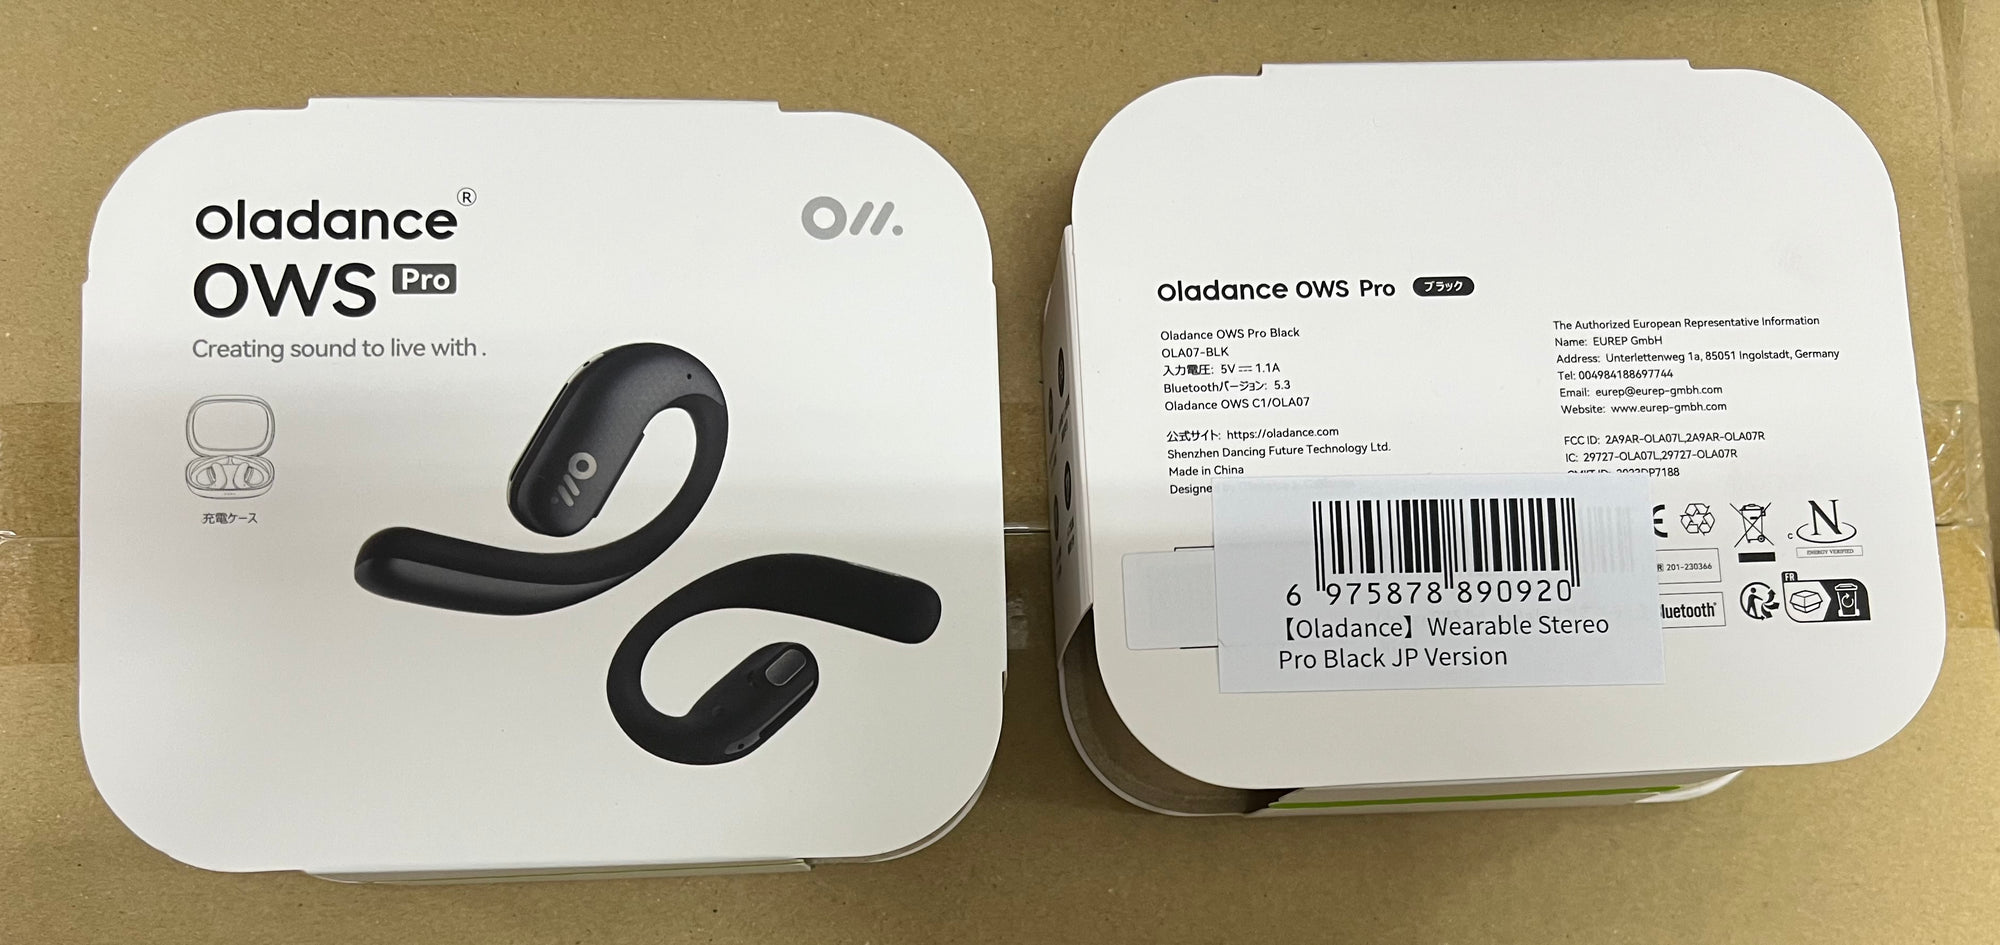 oladance®
OWS Pro
Creating sound to live with .
充電ケース
oladance OWS Pro ブラック
Oladance OWS Pro Black
OLA07-BLK
入力電圧: 5V⎓1.1A
Bluetoothバージョン: 5.3
Oladance OWS C1/OLA07
公式サイト: https://oladance.com
Shenzhen Dancing Future Technology Ltd.
Made in China
Designe
The Authorized European Representative Information
Name: EUREP GmbH
Address: Unterlettenweg 1a, 85051 Ingolstadt, Germany
Tel: 004984188697744
Email: eurep@eurep-gmbh.com
Website: www.eurep-gmbh.com
FCC ID: 2A9AR-OLA07L,2A9AR-OLA07R
IC: 29727-OLA07L,29727-OLA07R
DP7188
N
C
ENERGY VERIFIED
R 201-230366
FR
luetooth®
6 975878 890920
【Oladance】Wearable Stereo
Pro Black JP Version